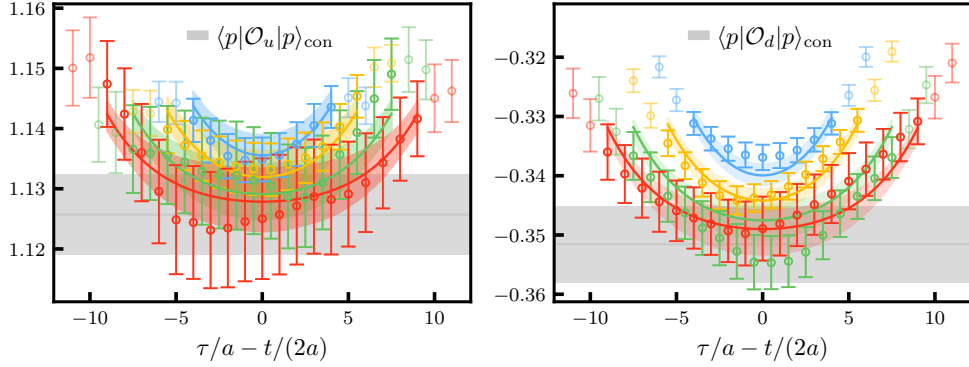 ⟨p|𝒪_u|p⟩_con
1.16
1.15
1.14
1.13
1.12
−10 −5 0 5 10
τ/a − t/(2a)
⟨p|𝒪_d|p⟩_con
−0.32
−0.33
−0.34
−0.35
−0.36
−10 −5 0 5 10
τ/a − t/(2a)